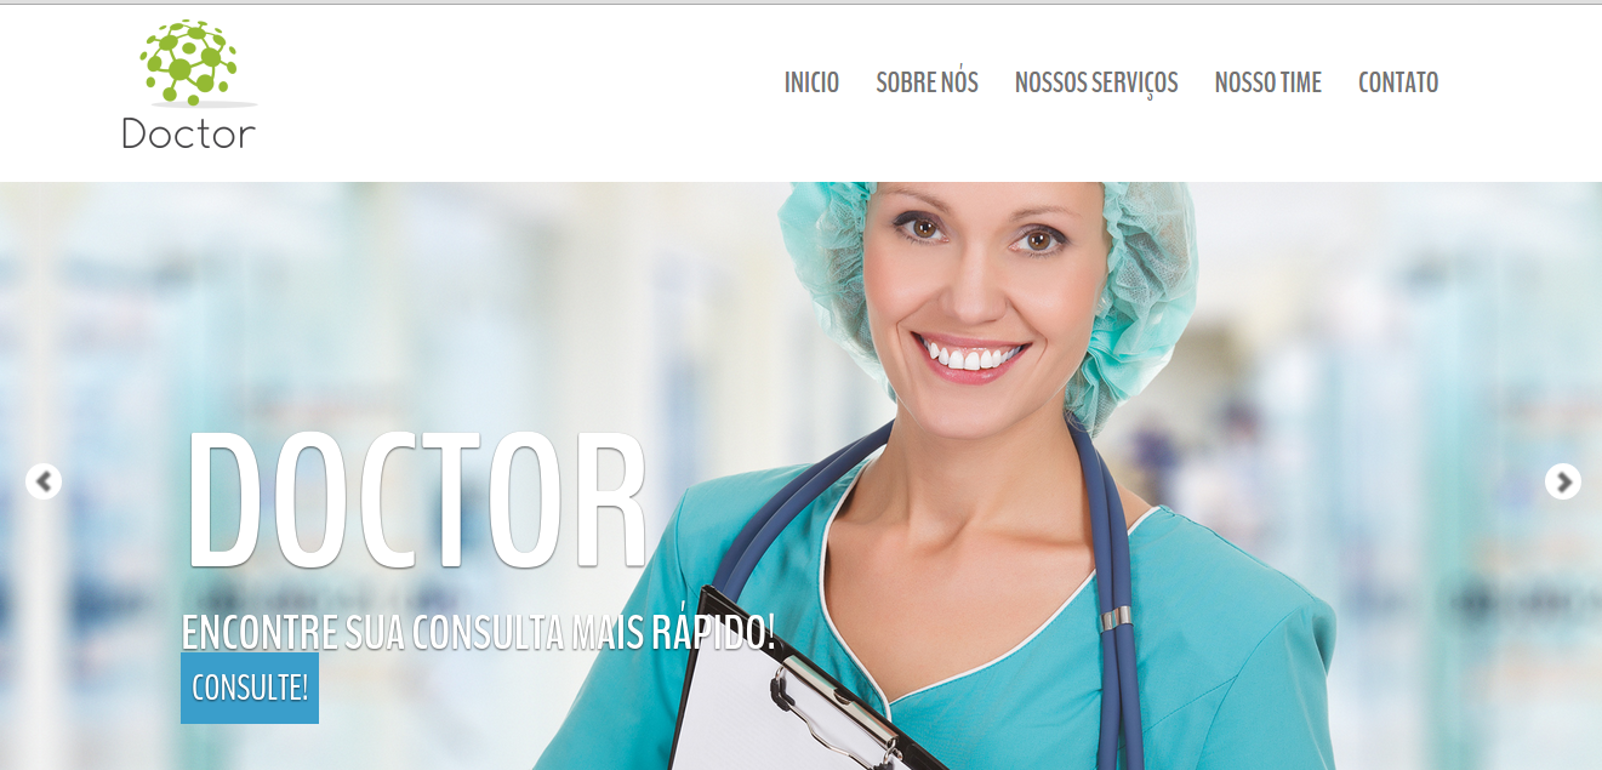 Doctor
INICIO SOBRE NÓS NOSSOS SERVIÇOS NOSSO TIME CONTATO
DOCTOR
ENCONTRE SUA CONSULTA MAIS RÁPIDO!
CONSULTE!